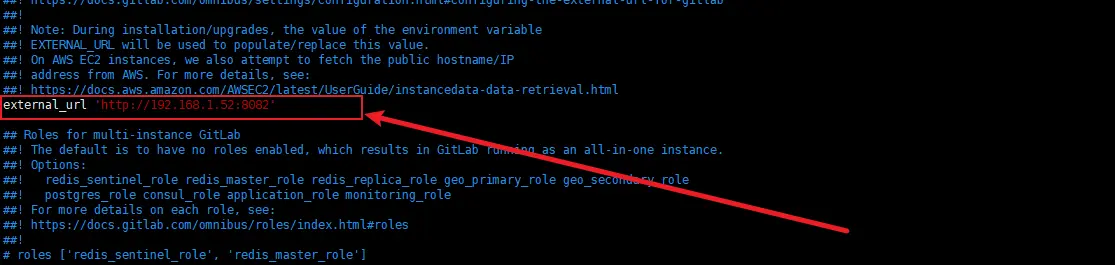 ##! https://docs.gitlab.com/omnibus/settings/configuration.html#configuring-the-external-url-for-gitlab
##!
##! Note: During installation/upgrades, the value of the environment variable
##! EXTERNAL_URL will be used to populate/replace this value.
##! On AWS EC2 instances, we also attempt to fetch the public hostname/IP
##! address from AWS. For more details, see:
##! https://docs.aws.amazon.com/AWSEC2/latest/UserGuide/instancedata-data-retrieval.html
external_url 'http://192.168.1.52:8082'
## Roles for multi-instance GitLab
##! The default is to have no roles enabled, which results in GitLab running as an all-in-one instance.
##! Options:
##!   redis_sentinel_role redis_master_role redis_replica_role geo_primary_role geo_secondary_role
##!   postgres_role consul_role application_role monitoring_role
##! For more details on each role, see:
##! https://docs.gitlab.com/omnibus/roles/index.html#roles
##!
# roles ['redis_sentinel_role', 'redis_master_role']